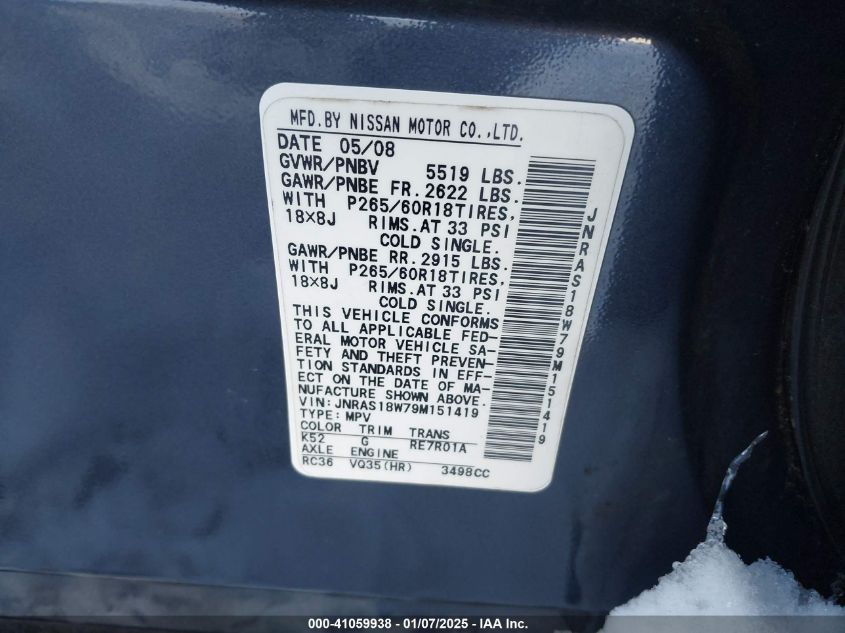 MFD.BY NISSAN MOTOR CO.,LTD.
DATE 05/08
GVWR/PNBV 5519 LBS.
GAWR/PNBE FR.2622 LBS.
WITH P265/60R18TIRES,
18X8J RIMS.AT 33 PSI
COLD SINGLE.
GAWR/PNBE RR.2915 LBS.
WITH P265/60R18TIRES,
18X8J RIMS.AT 33 PSI
COLD SINGLE.
THIS VEHICLE CONFORMS
TO ALL APPLICABLE FED-
ERAL MOTOR VEHICLE SA-
FETY AND THEFT PREVEN-
TION STANDARDS IN EFF-
ECT ON THE DATE OF MA-
NUFACTURE SHOWN ABOVE.
VIN:JNRAS18W79M151419
TYPE:MPV
COLOR TRIM TRANS
K52 G RE7R01A
AXLE ENGINE
RC36 VQ35(HR) 3498CC
JNRAS18W79M151419
000-41059938 - 01/07/2025 - U.S. - IAAI - IAAI.com